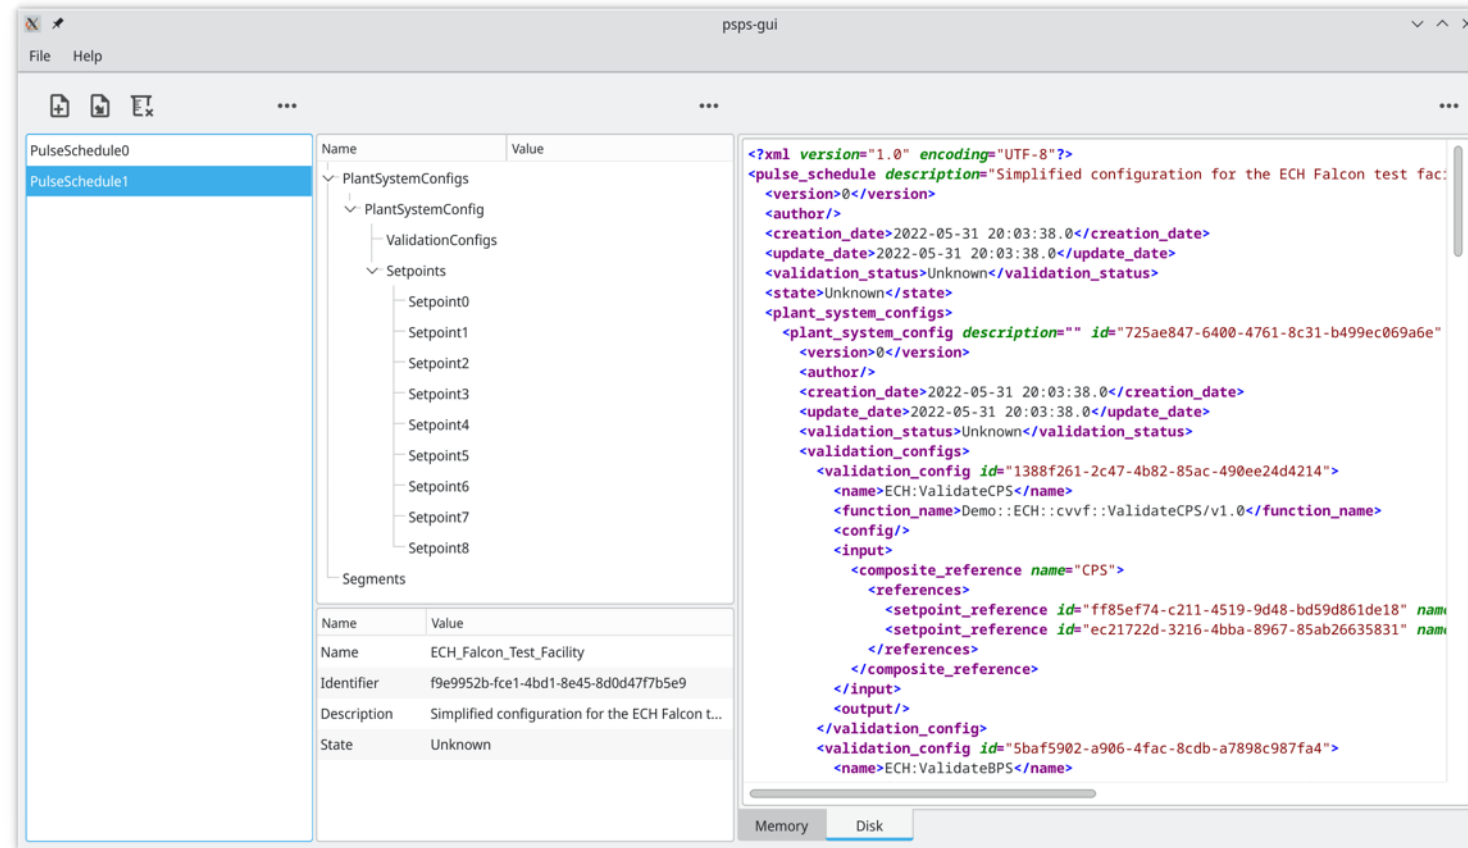 psps-gui
File Help
PulseSchedule0
PulseSchedule1
Name Value
PlantSystemConfigs
PlantSystemConfig
ValidationConfigs
Setpoints
Setpoint0
Setpoint1
Setpoint2
Setpoint3
Setpoint4
Setpoint5
Setpoint6
Setpoint7
Setpoint8
Segments
Name Value
Name ECH_Falcon_Test_Facility
Identifier f9e9952b-fce1-4bd1-8e45-8d0d47f7b5e9
Description Simplified configuration for the ECH Falcon t...
State Unknown
<?xml version="1.0" encoding="UTF-8"?>
<pulse_schedule description="Simplified configuration for the ECH Falcon test faci
<version>0</version>
<author/>
<creation_date>2022-05-31 20:03:38.0</creation_date>
<update_date>2022-05-31 20:03:38.0</update_date>
<validation_status>Unknown</validation_status>
<state>Unknown</state>
<plant_system_configs>
<plant_system_config description="" id="725ae847-6400-4761-8c31-b499ec069a6e"
<version>0</version>
<author/>
<creation_date>2022-05-31 20:03:38.0</creation_date>
<update_date>2022-05-31 20:03:38.0</update_date>
<validation_status>Unknown</validation_status>
<validation_configs>
<validation_config id="1388f261-2c47-4b82-85ac-490ee24d4214">
<name>ECH:ValidateCPS</name>
<function_name>Demo::ECH::cvvf::ValidateCPS/v1.0</function_name>
<config/>
<input>
<composite_reference name="CPS">
<references>
<setpoint_reference id="ff85ef74-c211-4519-9d48-bd59d861de18" name
<setpoint_reference id="ec21722d-3216-4bba-8967-85ab26635831" name
</references>
</composite_reference>
</input>
<output/>
</validation_config>
<validation_config id="5baf5902-a906-4fac-8cdb-a7898c987fa4">
<name>ECH:ValidateBPS</name>
Memory Disk